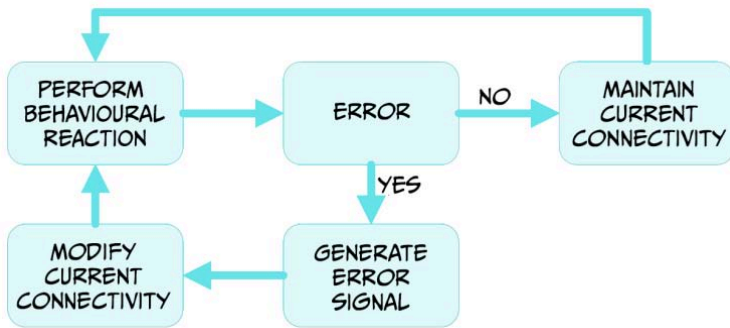 PERFORM
BEHAVIOURAL
REACTION
ERROR
NO
MAINTAIN
CURRENT
CONNECTIVITY
YES
MODIFY
CURRENT
CONNECTIVITY
GENERATE
ERROR
SIGNAL